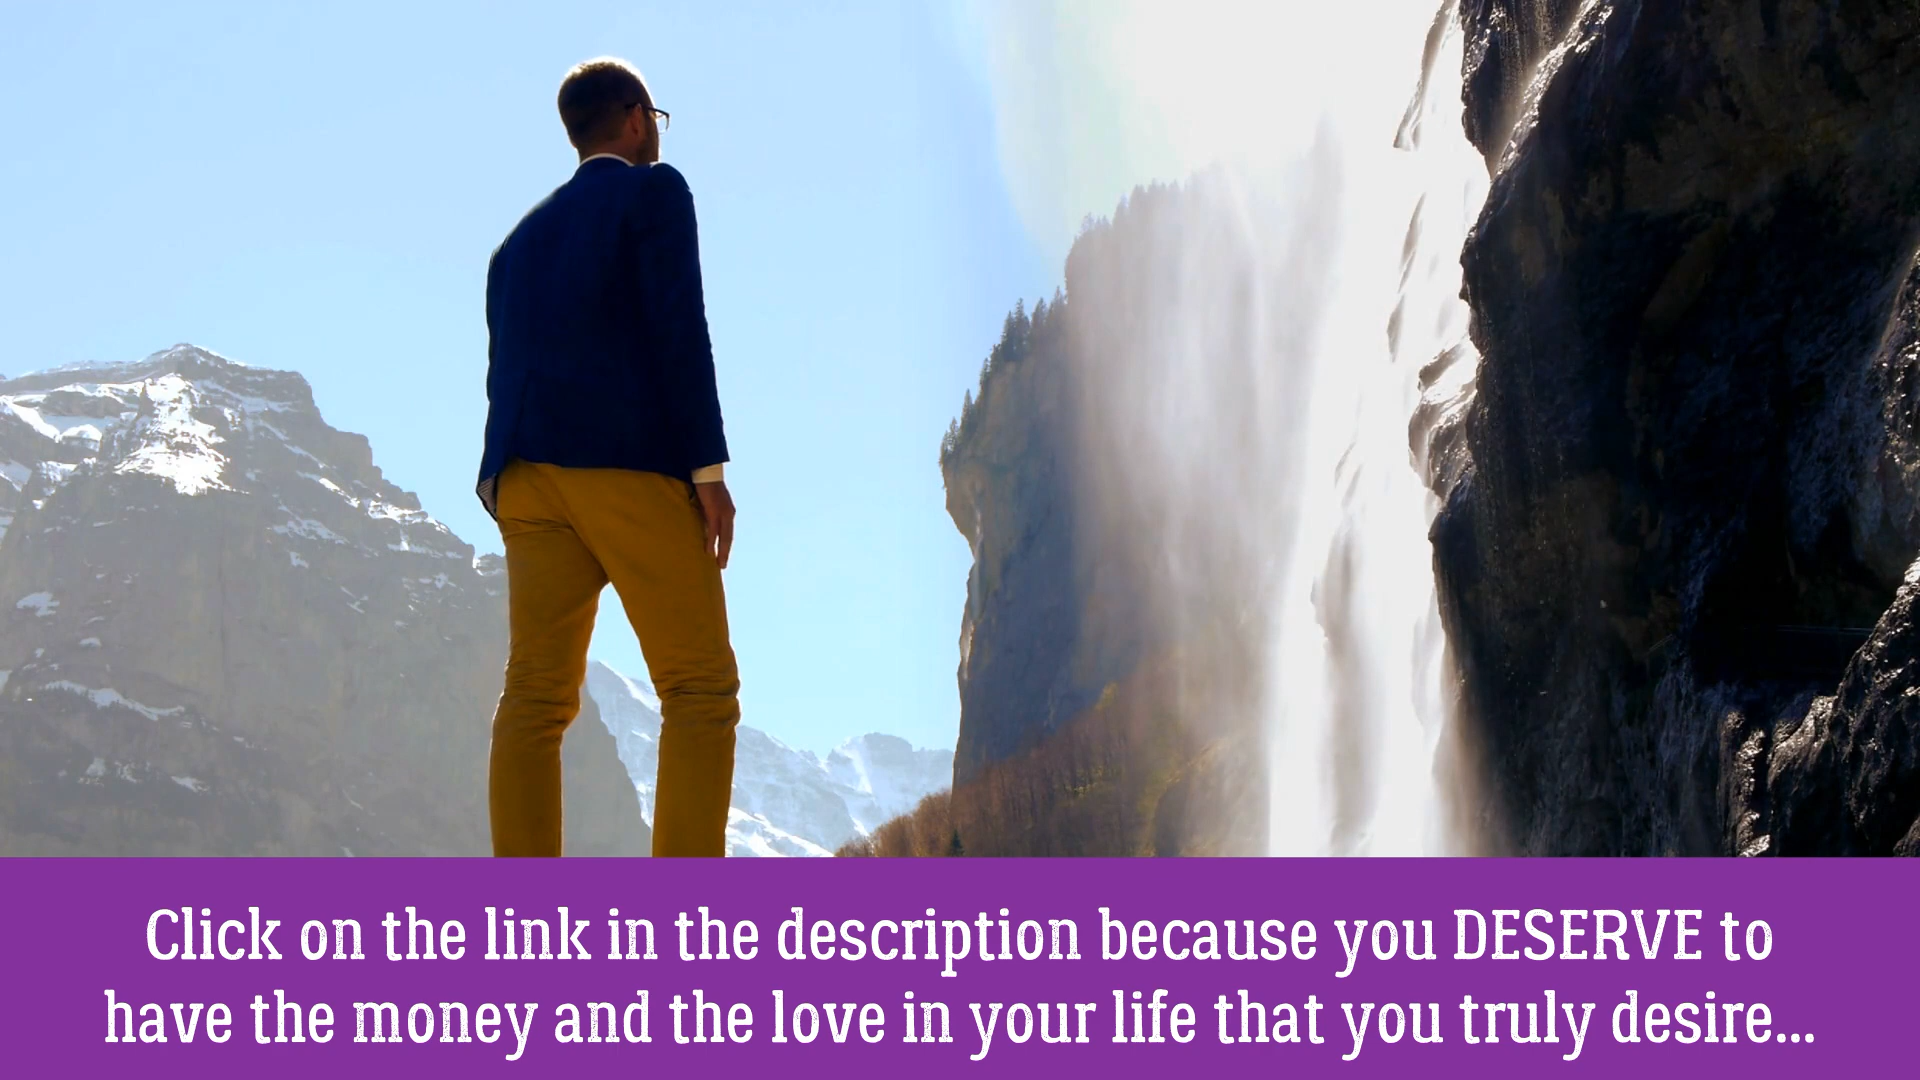 Click on the link in the description because you DESERVE to
have the money and the love in your life that you truly desire...